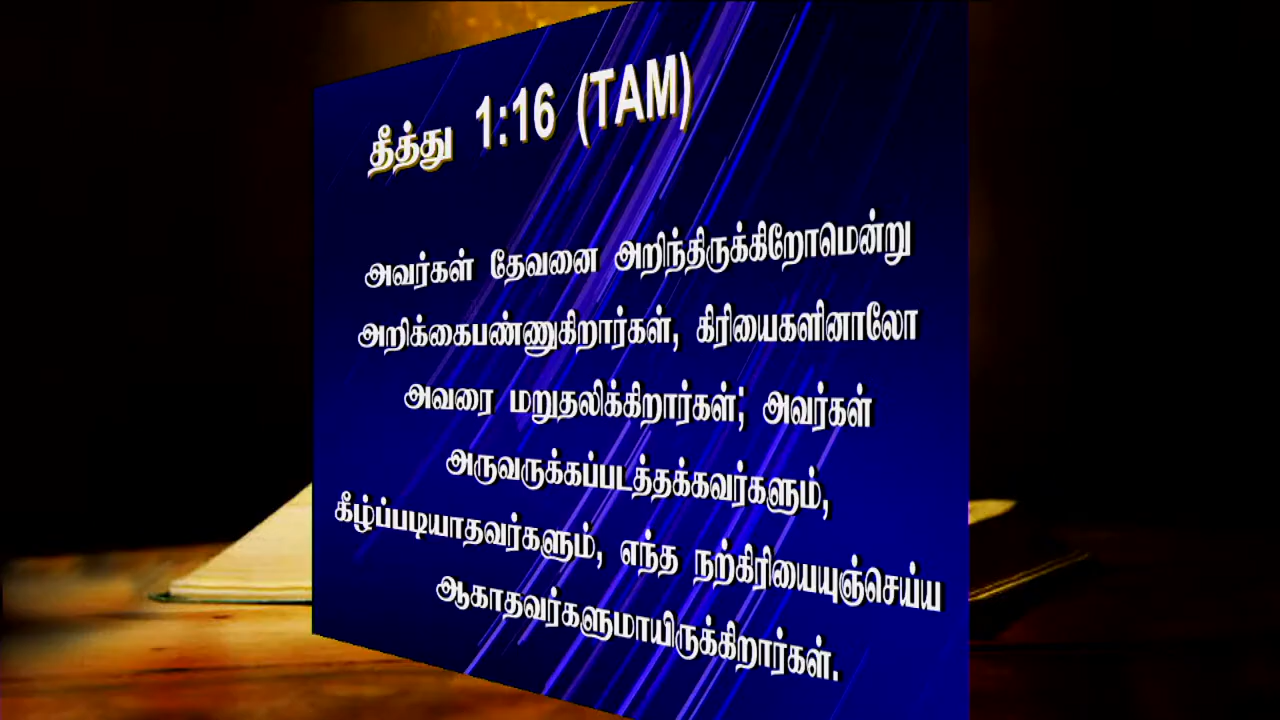 தீத்து 1:16 (TAM)
அவர்கள் தேவனை அறிந்திருக்கிறோமென்று
அறிக்கைபண்ணுகிறார்கள், கிரியைகளினாலோ
அவரை மறுதலிக்கிறார்கள்; அவர்கள்
அருவருக்கப்படத்தக்கவர்களும்,
கீழ்ப்படியாதவர்களும், எந்த நற்கிரியையுஞ்செய்ய
ஆகாதவர்களுமாயிருக்கிறார்கள்.